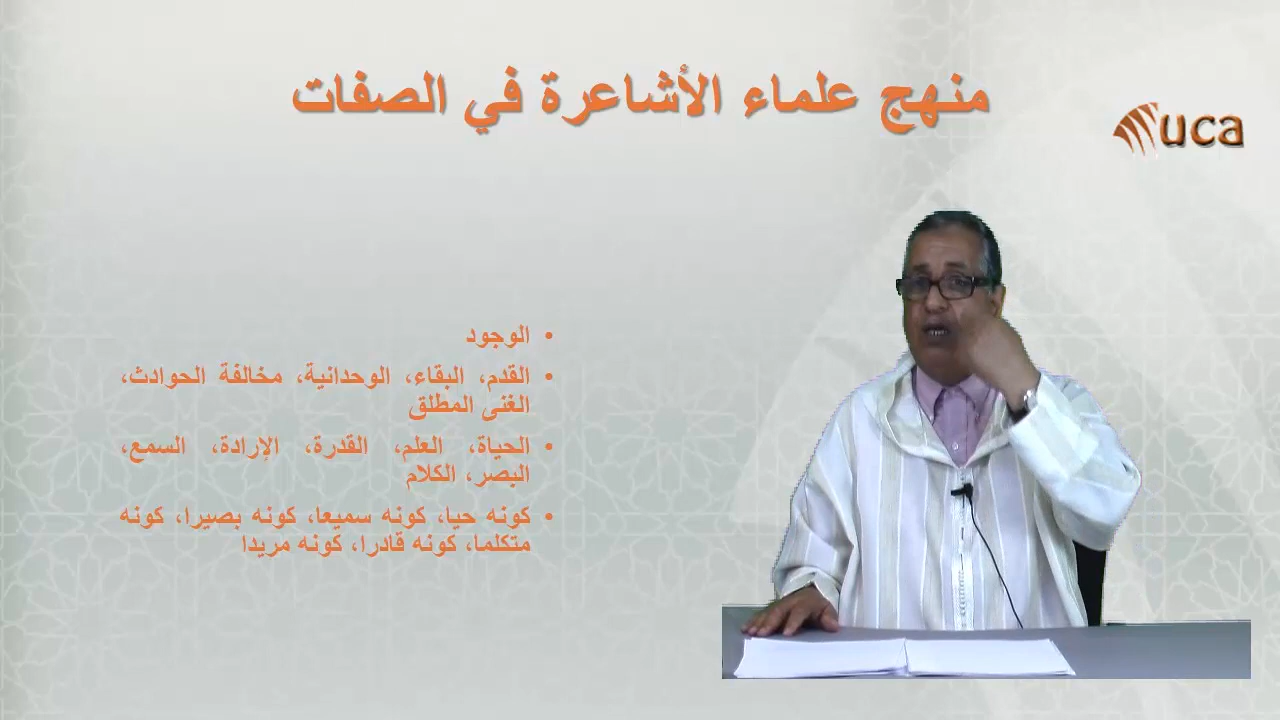 منهج علماء الأشاعرة في الصفات
uca
• الوجود
• القدم، البقاء، الوحدانية، مخالفة الحوادث،
الغنى المطلق
• الحياة، العلم، القدرة، الإرادة، السمع،
البصر، الكلام
• كونه حيا، كونه سميعا، كونه بصيرا، كونه
متكلما، كونه قادرا، كونه مريدا